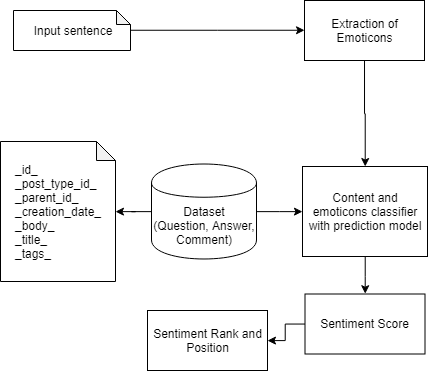 Input sentence
Extraction of
Emoticons
_id_
_post_type_id_
_parent_id_
_creation_date_
_body_
_title_
_tags_
Dataset
(Question, Answer,
Comment)
Content and
emoticons classifier
with prediction model
Sentiment Score
Sentiment Rank and
Position